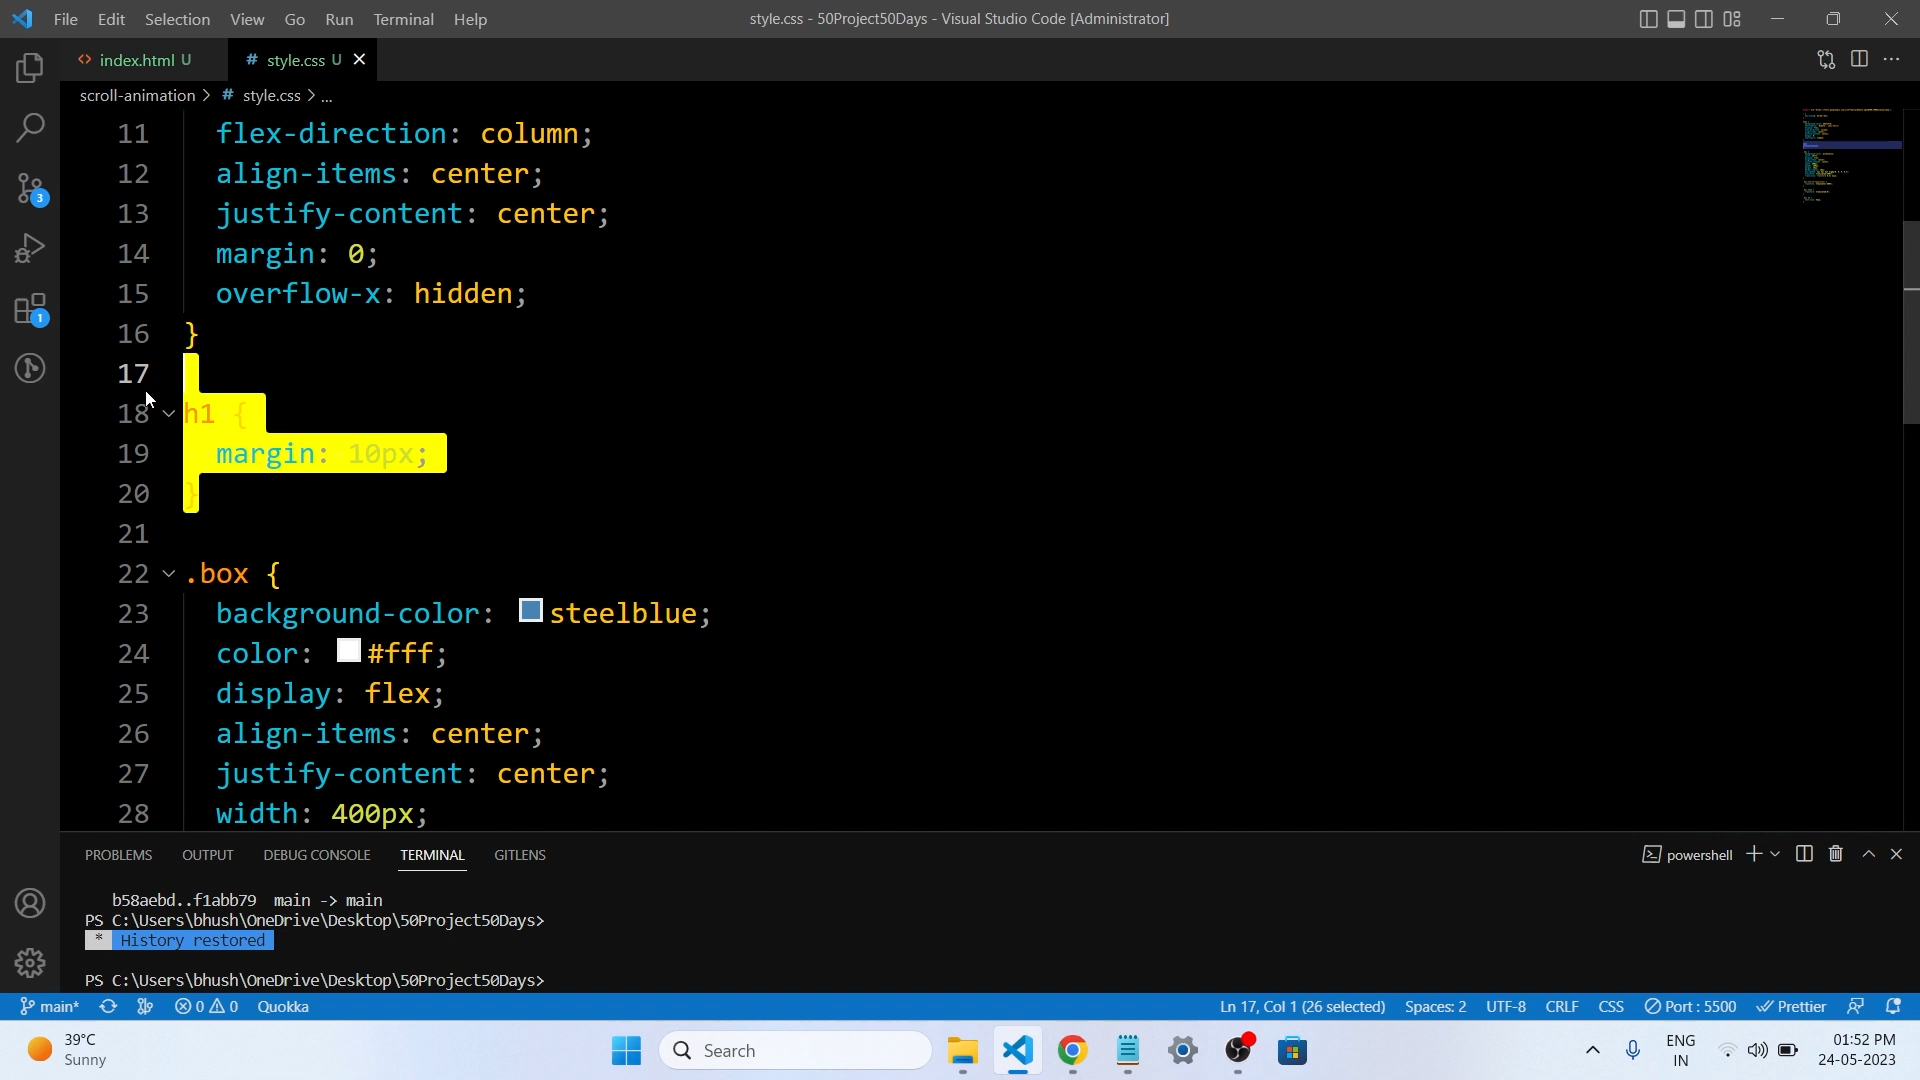 File Edit Selection View Go Run Terminal Help style.css - 50Project50Days - Visual Studio Code [Administrator]
index.html U # style.css U
scroll-animation > # style.css > ...
11 flex-direction: column;
12 align-items: center;
13 justify-content: center;
14 margin: 0;
15 overflow-x: hidden;
16 }
17
18 h1 {
19 margin: 10px;
20 }
21
22 .box {
23 background-color: steelblue;
24 color: #fff;
25 display: flex;
26 align-items: center;
27 justify-content: center;
28 width: 400px;
3
1
PROBLEMS OUTPUT DEBUG CONSOLE TERMINAL GITLENS powershell
b58aebd..f1abb79 main -> main
PS C:\Users\bhush\OneDrive\Desktop\50Project50Days>
* History restored
PS C:\Users\bhush\OneDrive\Desktop\50Project50Days>
main* 0 0 Quokka Ln 17, Col 1 (26 selected) Spaces: 2 UTF-8 CRLF CSS Port : 5500 Prettier
39°C
Sunny
Search
ENG
IN
01:52 PM
24-05-2023